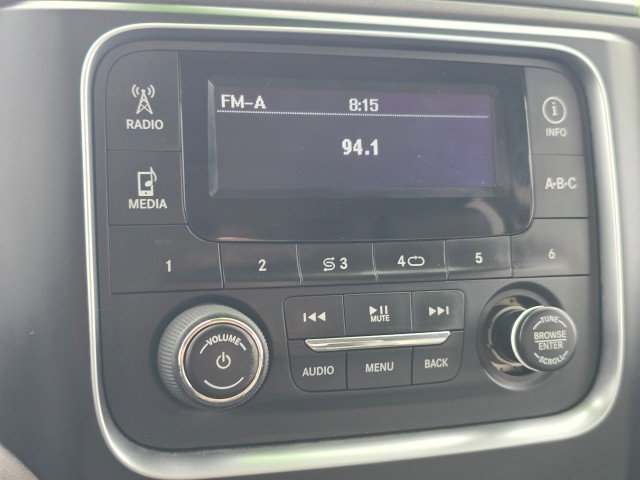 FM-A 8:15
94.1
RADIO
MEDIA
INFO
A-B-C
1 2 3 4 5 6
VOLUME
MUTE
AUDIO MENU BACK
TUNE
BROWSE
ENTER
SCROLL